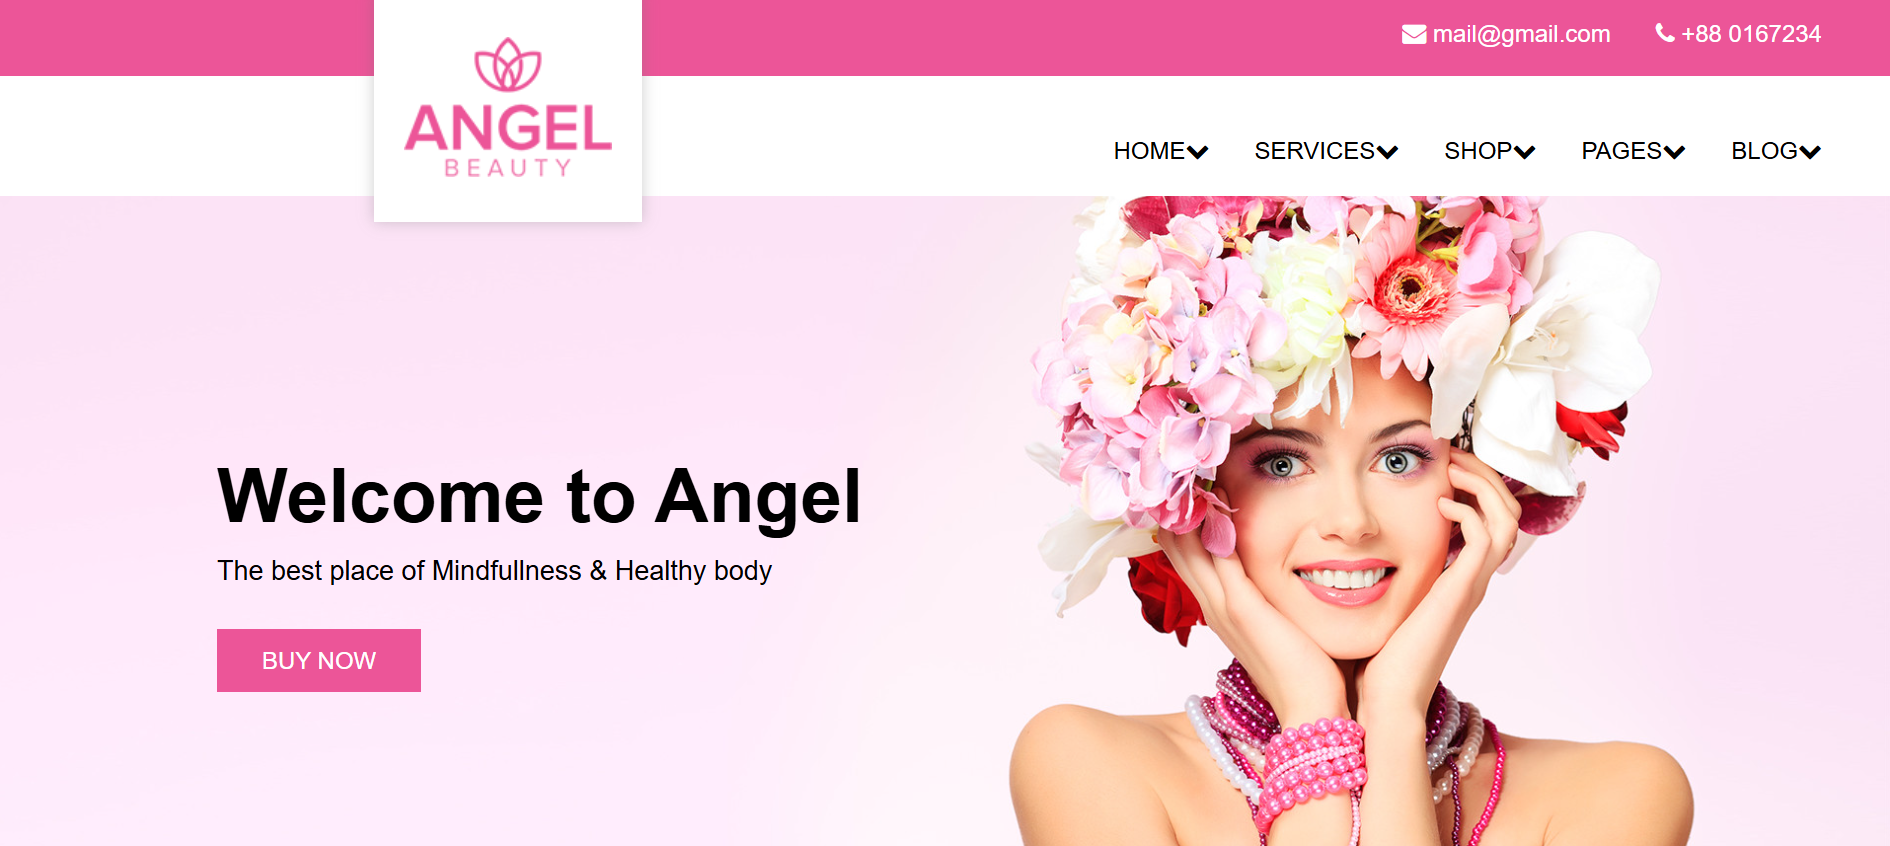 mail@gmail.com +88 0167234
ANGEL
BEAUTY
HOME SERVICES SHOP PAGES BLOG
Welcome to Angel
The best place of Mindfullness & Healthy body
BUY NOW